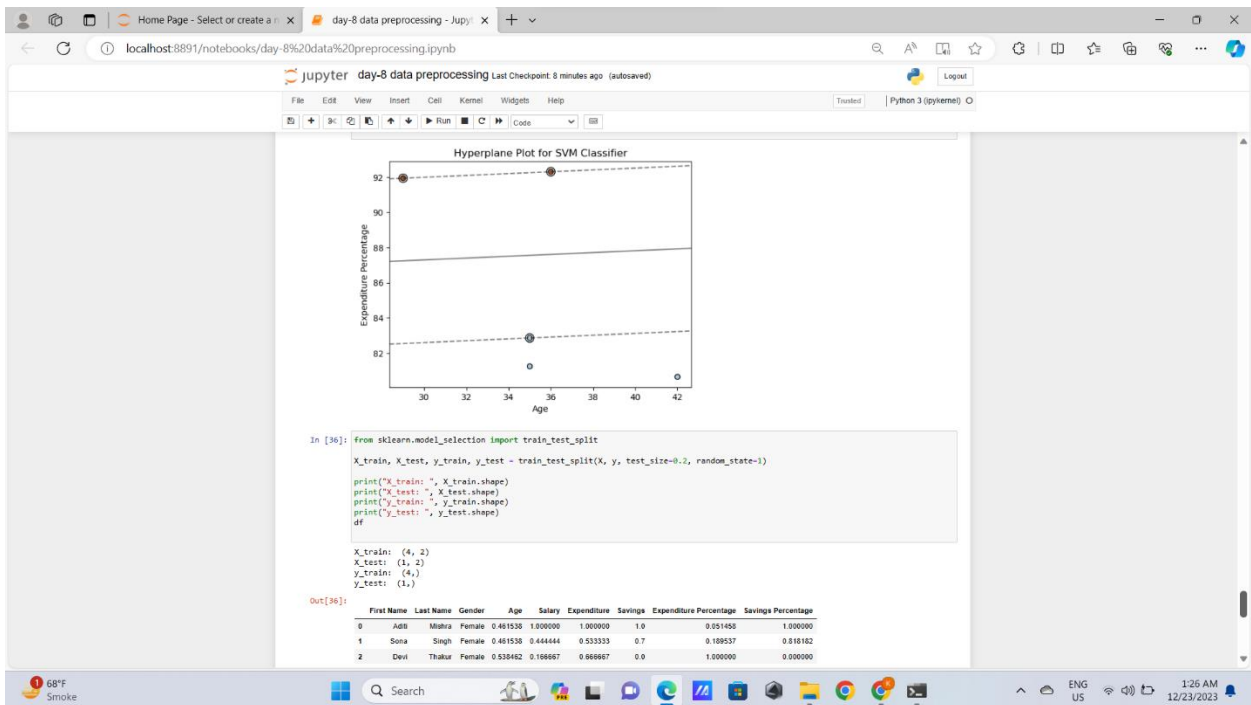 Home Page - Select or create a n
day-8 data preprocessing - Jupyt
localhost:8891/notebooks/day-8%20data%20preprocessing.ipynb
jupyter day-8 data preprocessing Last Checkpoint: 8 minutes ago (autosaved)
Logout
File Edit View Insert Cell Kernel Widgets Help
Trusted Python 3 (ipykernel)
Run Code
Hyperplane Plot for SVM Classifier
92
90
88
86
84
82
Expenditure Percentage
30 32 34 36 38 40 42
Age
In [36]: from sklearn.model_selection import train_test_split
X_train, X_test, y_train, y_test = train_test_split(X, y, test_size=0.2, random_state=1)
print("X_train: ", X_train.shape)
print("X_test: ", X_test.shape)
print("y_train: ", y_train.shape)
print("y_test: ", y_test.shape)
df
X_train: (4, 2)
X_test: (1, 2)
y_train: (4,)
y_test: (1,)
Out[36]:
First Name Last Name Gender Age Salary Expenditure Savings Expenditure Percentage Savings Percentage
0 Aditi Mishra Female 0.461538 1.000000 1.000000 1.0 0.051458 1.000000
1 Sona Singh Female 0.461538 0.444444 0.533333 0.7 0.189537 0.818182
2 Devi Thakur Female 0.538462 0.166667 0.666667 0.0 1.000000 0.000000
1
68°F
Smoke
Search
ENG
US
1:26 AM
12/23/2023